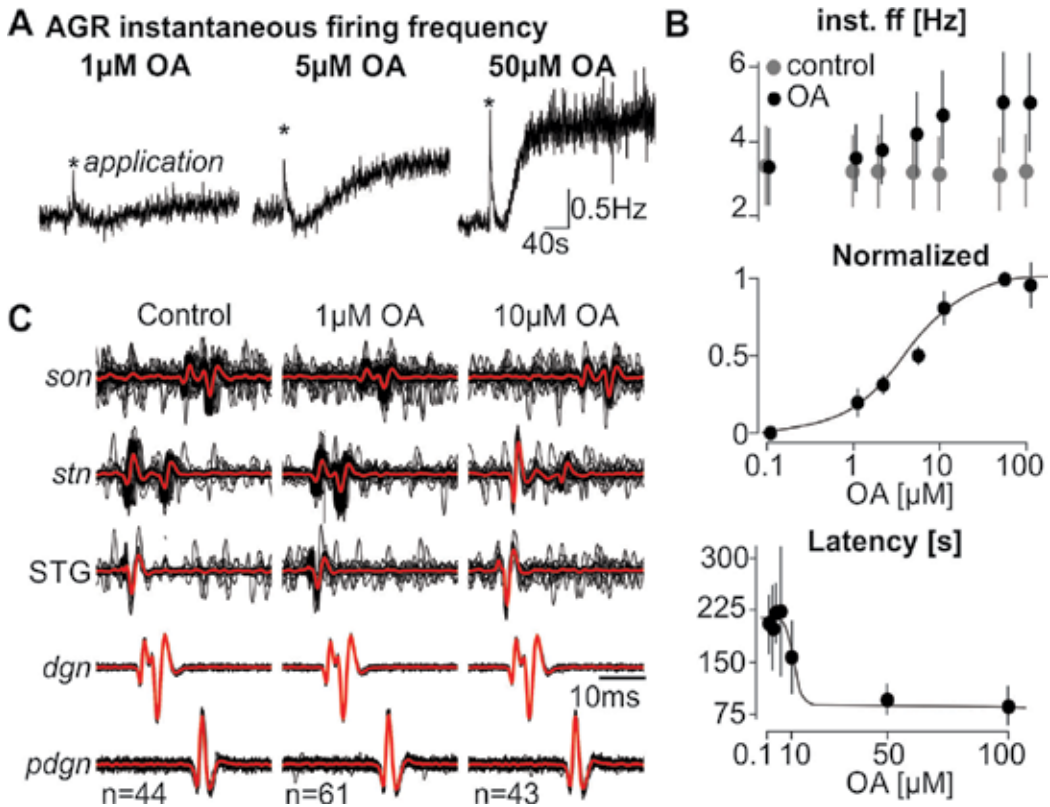 A AGR instantaneous firing frequency
1µM OA 5µM OA 50µM OA
* * *
application
0.5Hz
40s
B inst. ff [Hz]
6
control
OA
4
2
Normalized
1
0.5
0
0.1 1 10 100
OA [µM]
Latency [s]
300
225
150
75
0.1 10 50 100
OA [µM]
C Control 1µM OA 10µM OA
son
stn
STG
dgn
10ms
pdgn
n=44 n=61 n=43